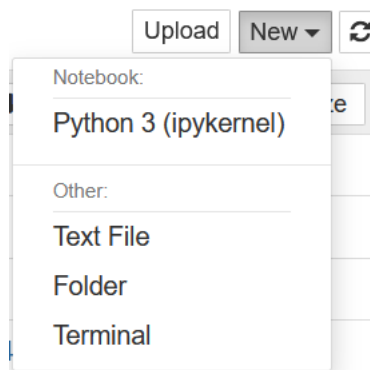 Upload New
Notebook:
Python 3 (ipykernel)
Other:
Text File
Folder
Terminal